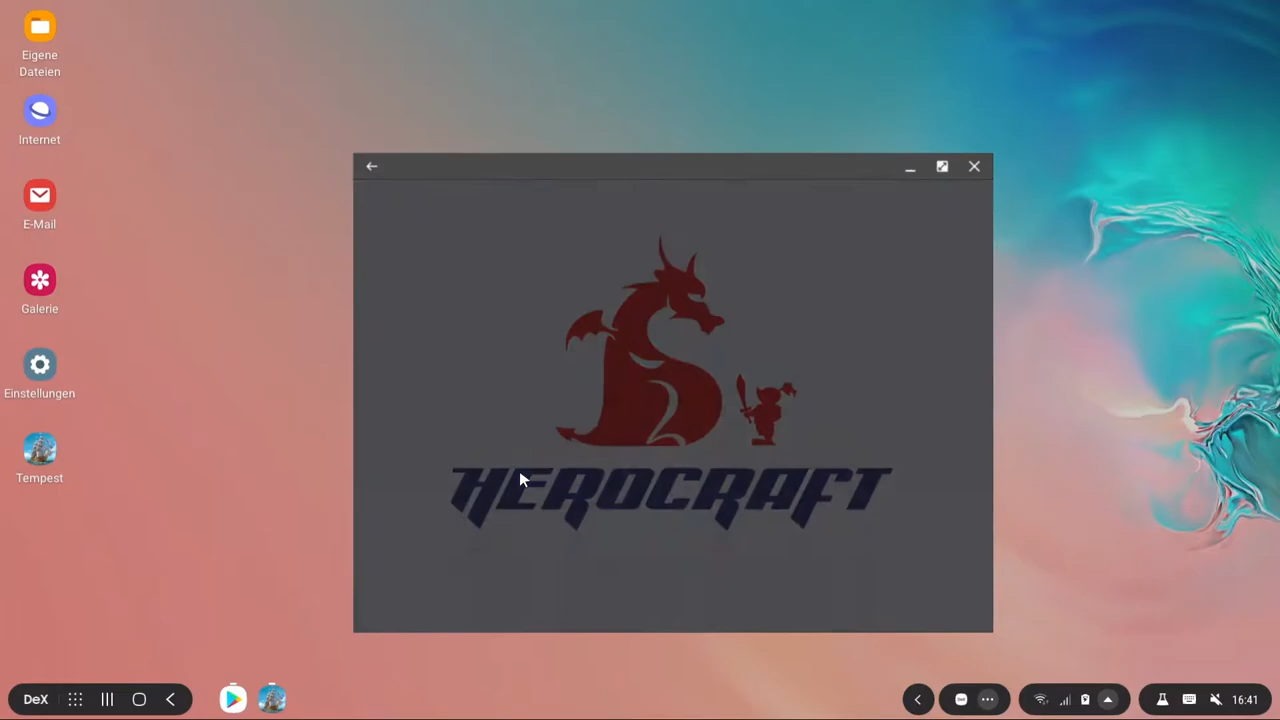 Eigene
Dateien
Internet
E-Mail
Galerie
Einstellungen
Tempest
HEROCRAFT
DeX
16:41